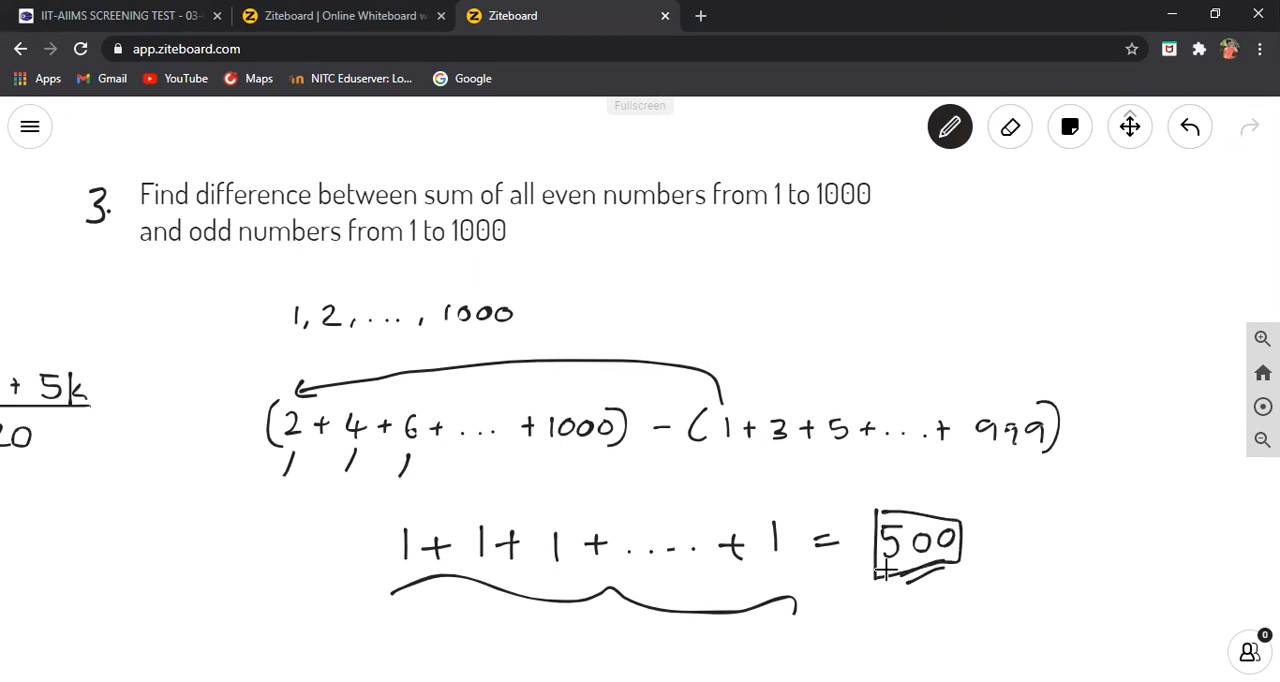 IIT-AIIMS SCREENING TEST - 03-
Ziteboard | Online Whiteboard w
Ziteboard
app.ziteboard.com
Apps
Gmail
YouTube
Maps
NITC Eduserver: Lo...
Google
Fullscreen
3. Find difference between sum of all even numbers from 1 to 1000
and odd numbers from 1 to 1000
1, 2, ..., 1000
+ 5k
20
(2 + 4 + 6 + ... + 1000) - (1 + 3 + 5 + ... + 999)
1 + 1 + 1 + ..... + 1 = 500
0